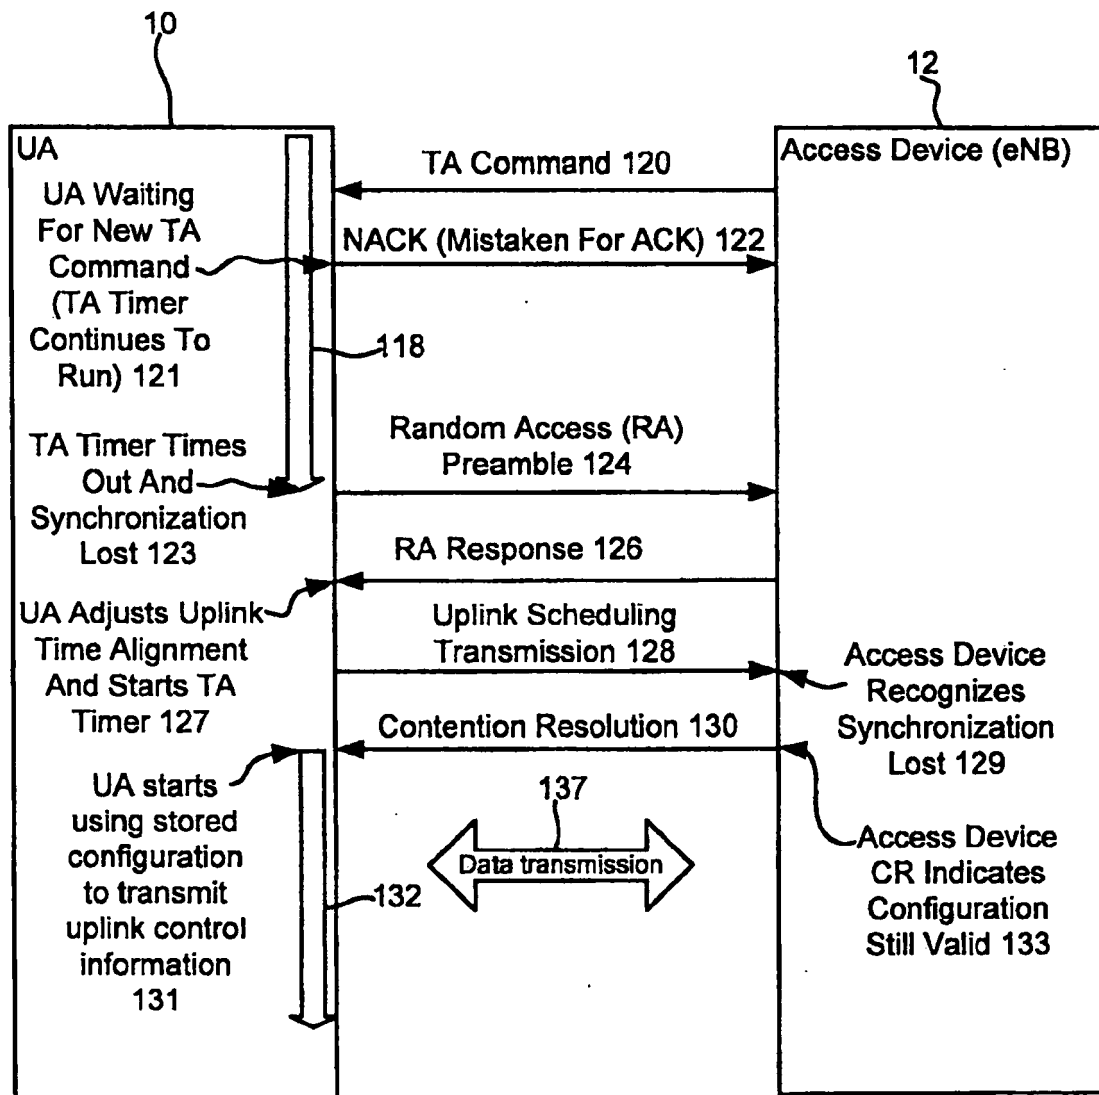 10
12
UA
Access Device (eNB)
TA Command 120
UA Waiting
For New TA
Command
(TA Timer
Continues To
Run) 121
NACK (Mistaken For ACK) 122
118
Random Access (RA)
Preamble 124
TA Timer Times
Out And
Synchronization
Lost 123
RA Response 126
UA Adjusts Uplink
Time Alignment
And Starts TA
Timer 127
Uplink Scheduling
Transmission 128
Access Device
Recognizes
Synchronization
Lost 129
Contention Resolution 130
UA starts
using stored
configuration
to transmit
uplink control
information
131
132
137
Data transmission
Access Device
CR Indicates
Configuration
Still Valid 133